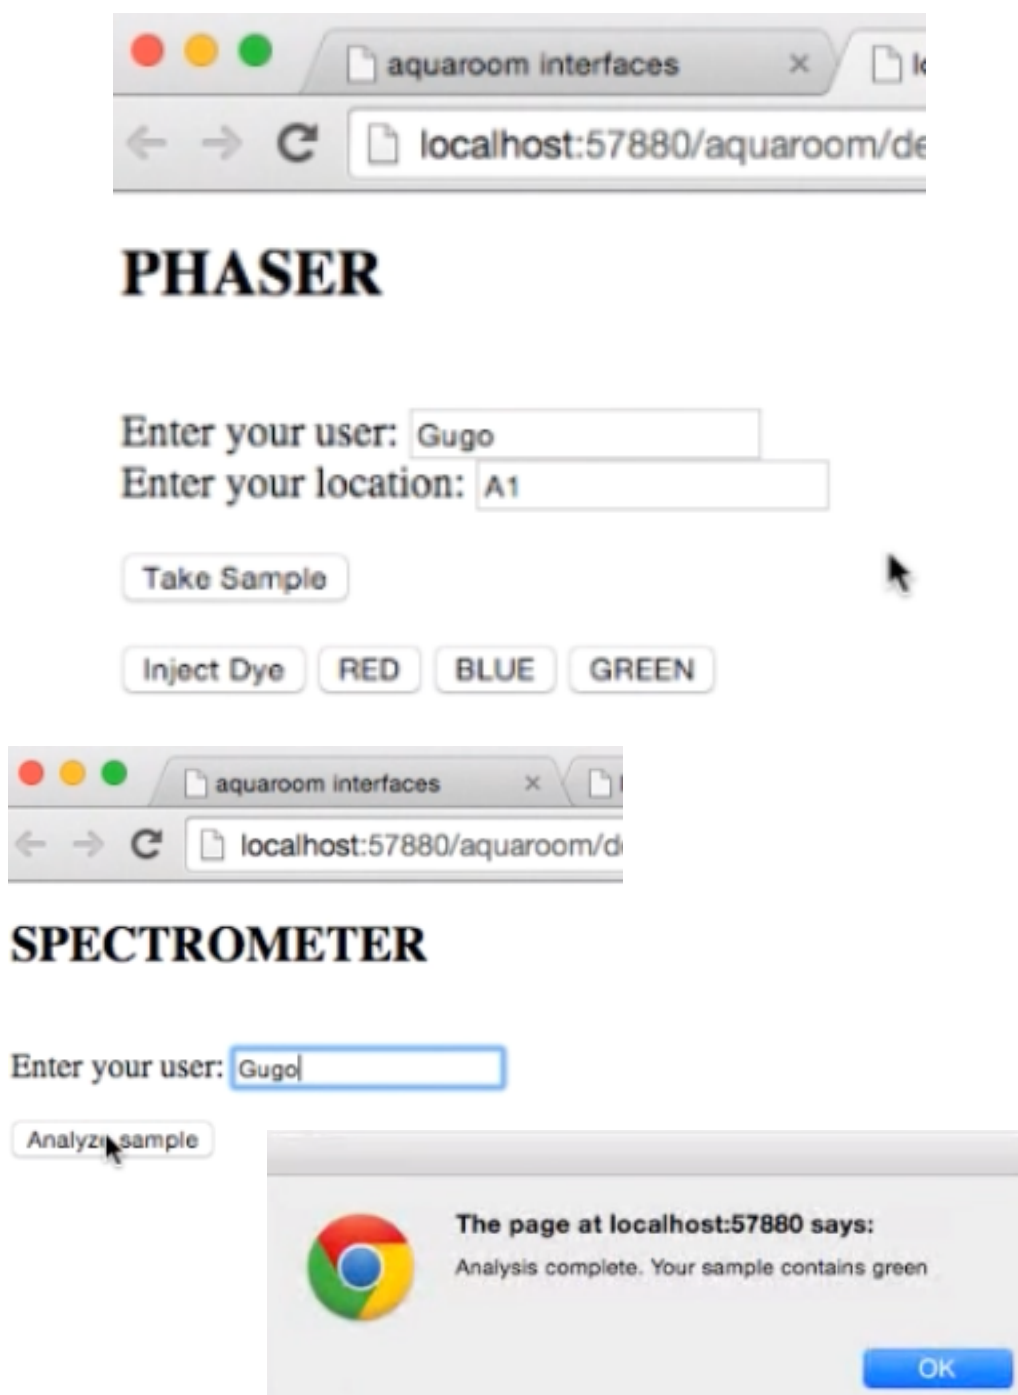 aquaroom interfaces
localhost:57880/aquaroom/de
PHASER
Enter your user: Gugo
Enter your location: A1
Take Sample
Inject Dye RED BLUE GREEN
aquaroom interfaces
localhost:57880/aquaroom/d
SPECTROMETER
Enter your user: Gugo
Analyze sample
The page at localhost:57880 says:
Analysis complete. Your sample contains green
OK